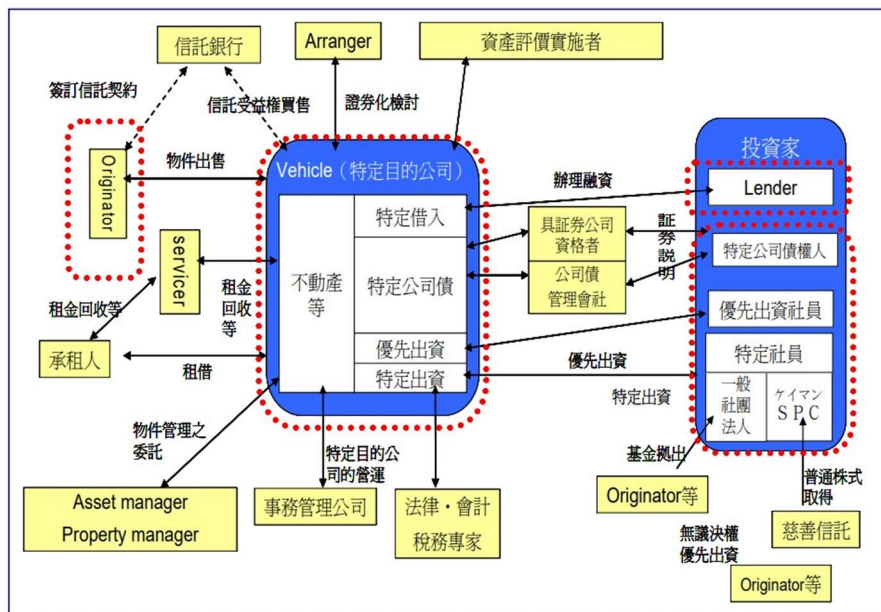 信託銀行
Arranger
資產評價實施者
簽訂信託契約
信託受益權買售
證券化檢討
Originator
物件出售
Vehicle（特定目的公司）
投資家
辦理融資
Lender
不動產
等
特定借入
特定公司債
優先出資
特定出資
具証券公司
資格者
公司債
管理會社
証券説明
特定公司債權人
servicer
租金
回收
等
租金回收等
承租人
租借
優先出資社員
優先出資
特定社員
特定出資
一般
社團
法人
ケイマン
ＳＰＣ
物件管理之
委託
特定目的公
司的營運
基金拠出
普通株式
取得
Asset manager
Property manager
事務管理公司
法律・會計
稅務專家
Originator等
無議決權
優先出資
慈善信託
Originator等